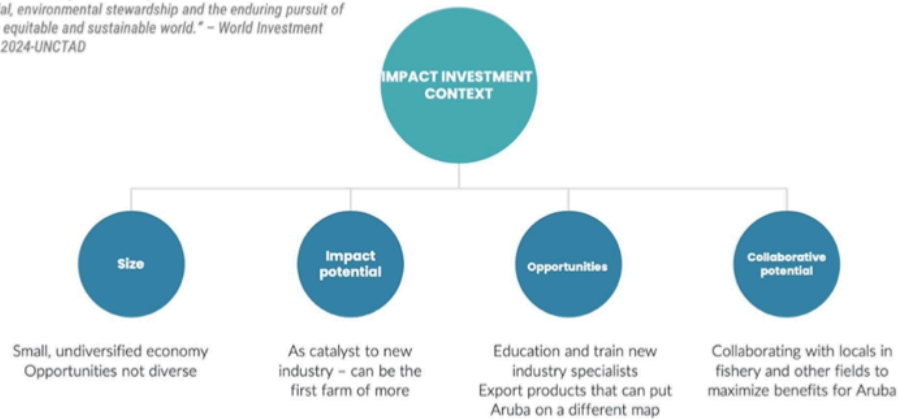 environmental stewardship and the enduring pursuit of
equitable and sustainable world.” – World Investment
2024-UNCTAD
IMPACT INVESTMENT
CONTEXT
Size
Small, undiversified economy
Opportunities not diverse
Impact
potential
As catalyst to new
industry – can be the
first farm of more
Opportunities
Education and train new
industry specialists
Export products that can put
Aruba on a different map
Collaborative
potential
Collaborating with locals in
fishery and other fields to
maximize benefits for Aruba